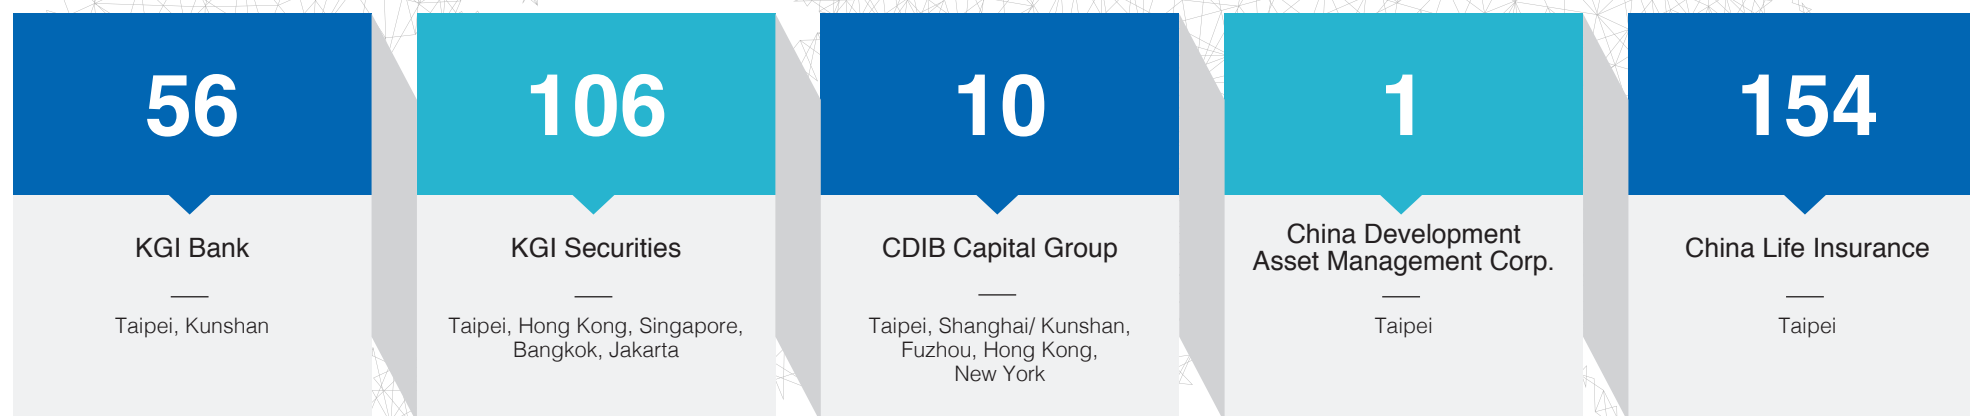 56
KGI Bank
Taipei, Kunshan
106
KGI Securities
Taipei, Hong Kong, Singapore,
Bangkok, Jakarta
10
CDIB Capital Group
Taipei, Shanghai/ Kunshan,
Fuzhou, Hong Kong,
New York
1
China Development
Asset Management Corp.
Taipei
154
China Life Insurance
Taipei